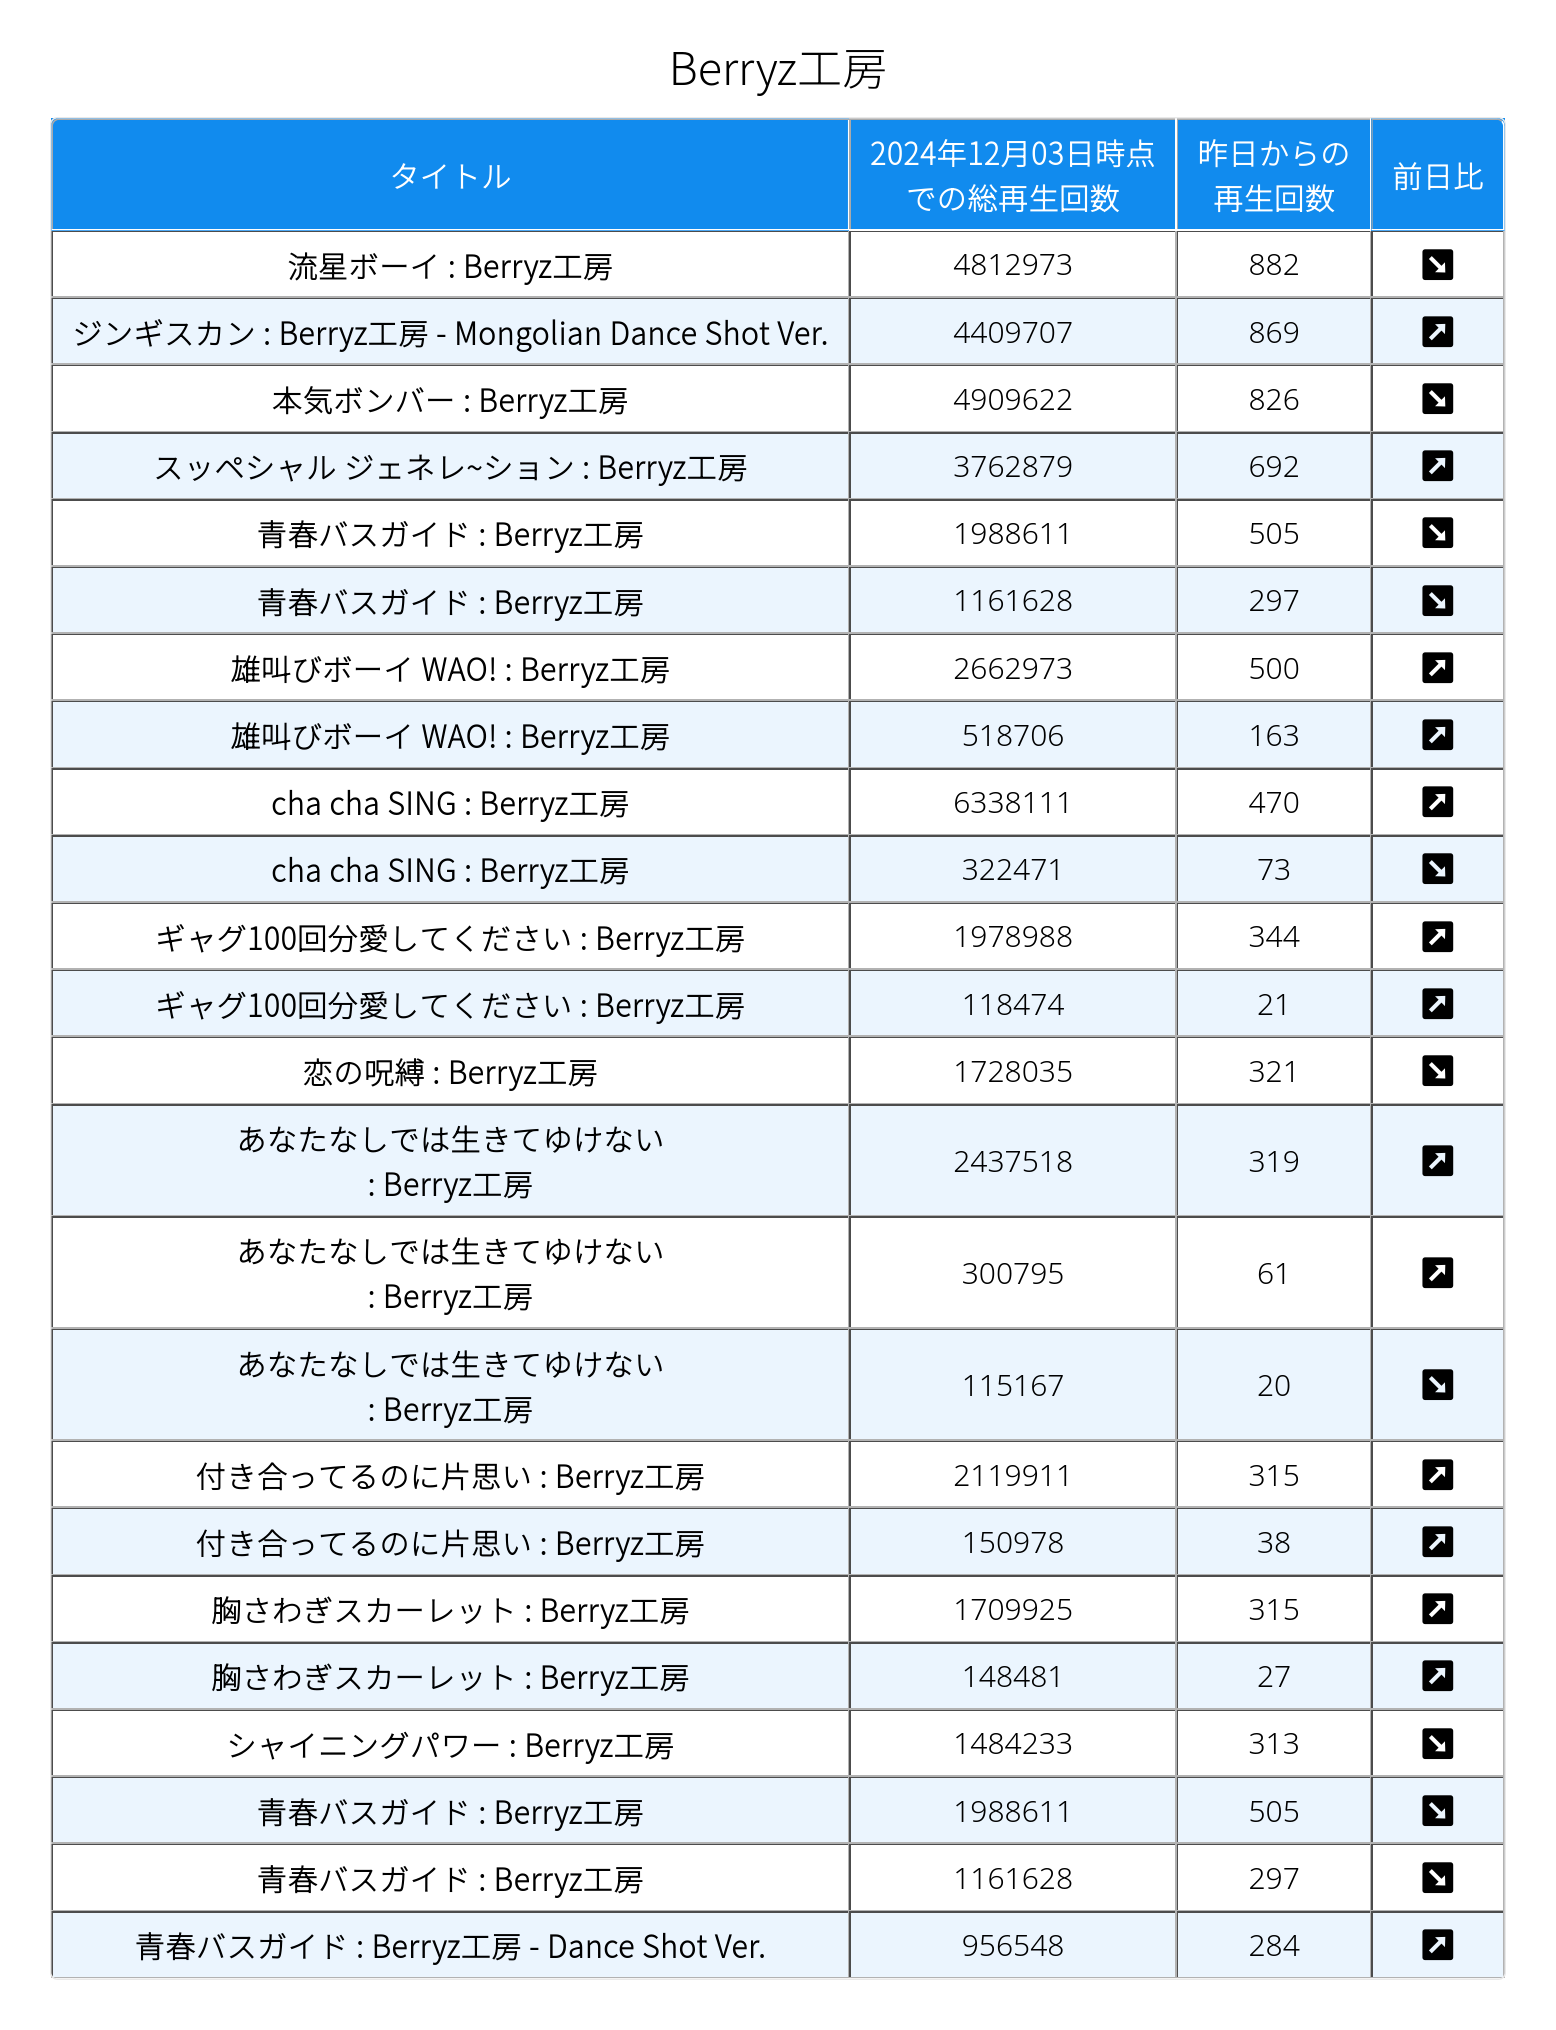 Berryz工房
タイトル
2024年12月03日時点
での総再生回数
昨日からの
再生回数
前日比
流星ボーイ : Berryz工房 4812973 882
ジンギスカン : Berryz工房 - Mongolian Dance Shot Ver. 4409707 869
本気ボンバー : Berryz工房 4909622 826
スッペシャル ジェネレ~ション : Berryz工房 3762879 692
青春バスガイド : Berryz工房 1988611 505
青春バスガイド : Berryz工房 1161628 297
雄叫びボーイ WAO! : Berryz工房 2662973 500
雄叫びボーイ WAO! : Berryz工房 518706 163
cha cha SING : Berryz工房 6338111 470
cha cha SING : Berryz工房 322471 73
ギャグ100回分愛してください : Berryz工房 1978988 344
ギャグ100回分愛してください : Berryz工房 118474 21
恋の呪縛 : Berryz工房 1728035 321
あなたなしでは生きてゆけない
: Berryz工房 2437518 319
あなたなしでは生きてゆけない
: Berryz工房 300795 61
あなたなしでは生きてゆけない
: Berryz工房 115167 20
付き合ってるのに片思い : Berryz工房 2119911 315
付き合ってるのに片思い : Berryz工房 150978 38
胸さわぎスカーレット : Berryz工房 1709925 315
胸さわぎスカーレット : Berryz工房 148481 27
シャイニングパワー : Berryz工房 1484233 313
青春バスガイド : Berryz工房 1988611 505
青春バスガイド : Berryz工房 1161628 297
青春バスガイド : Berryz工房 - Dance Shot Ver. 956548 284